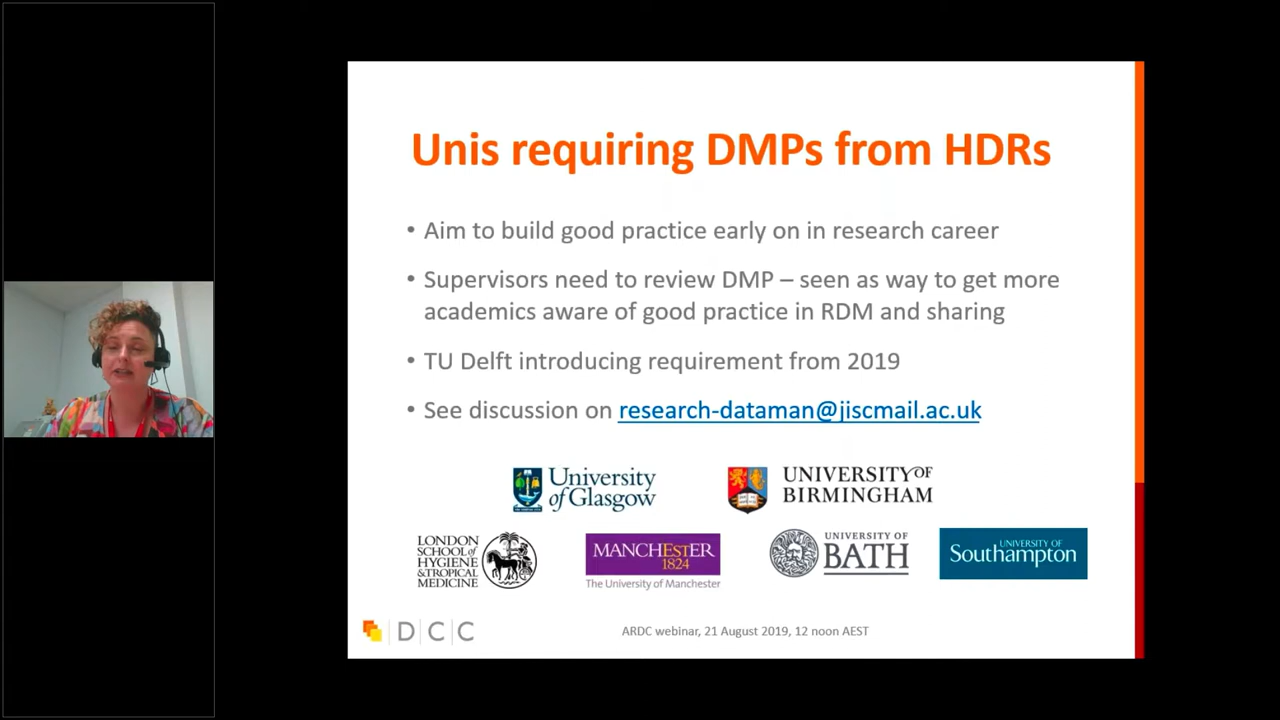 Unis requiring DMPs from HDRs
• Aim to build good practice early on in research career
• Supervisors need to review DMP – seen as way to get more
academics aware of good practice in RDM and sharing
• TU Delft introducing requirement from 2019
• See discussion on research-dataman@jiscmail.ac.uk
University
of Glasgow
UNIVERSITY OF
BIRMINGHAM
LONDON
SCHOOL of
HYGIENE
& TROPICAL
MEDICINE
MANCHESTER
1824
The University of Manchester
UNIVERSITY OF
BATH
UNIVERSITY OF
Southampton
DCC
ARDC webinar, 21 August 2019, 12 noon AEST